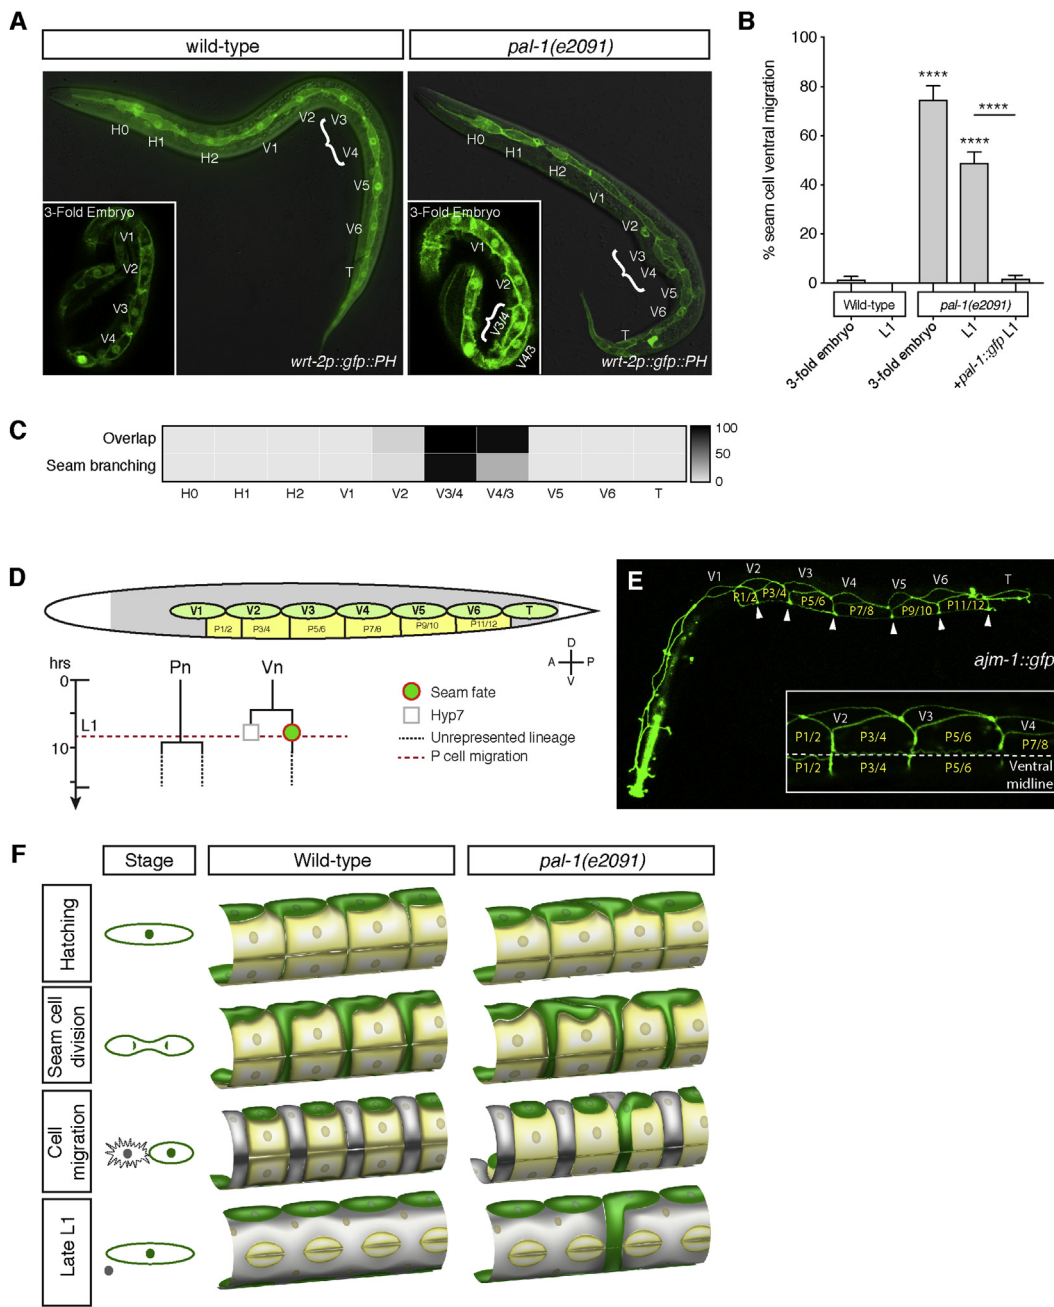 A
wild-type
pal-1(e2091)
H0
H1
H2
V1
V2
V3
V4
V5
V6
T
3-Fold Embryo
V1
V2
V3
V4
wrt-2p::gfp::PH
H0
H1
H2
V1
V2
V3
V4
V5
V6
T
3-Fold Embryo
V1
V2
V3/4
V4/3
wrt-2p::gfp::PH
B
% seam cell ventral migration
100
80
60
40
20
0
****
****
****
Wild-type
pal-1(e2091)
3-fold embryo
L1
3-fold embryo
L1
+pal-1::gfp L1
C
Overlap
Seam branching
H0 H1 H2 V1 V2 V3/4 V4/3 V5 V6 T
100
50
0
D
V1 V2 V3 V4 V5 V6 T
P1/2 P3/4 P5/6 P7/8 P9/10 P11/12
hrs
0
L1
10
Pn
Vn
D
A P
V
Seam fate
Hyp7
Unrepresented lineage
P cell migration
E
V1 V2 V3 V4 V5 V6 T
P1/2 P3/4 P5/6 P7/8 P9/10 P11/12
ajm-1::gfp
V2 V3 V4
P1/2 P3/4 P5/6 P7/8
P1/2 P3/4 P5/6
Ventral
midline
F
Stage
Wild-type
pal-1(e2091)
Hatching
Seam cell
division
Cell
migration
Late L1